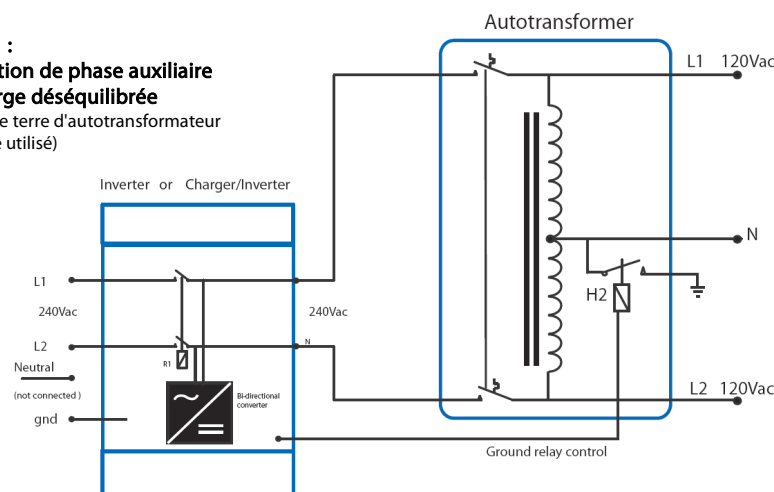 Autotransformer
:
tion de phase auxiliaire
rge déséquilibrée
e terre d'autotransformateur
utilisé)
L1 120Vac
Inverter or Charger/Inverter
N
L1
H2
240Vac
240Vac
L2
N
Neutral
R1
(not connected )
Bi-directional
converter
L2 120Vac
gnd
Ground relay control